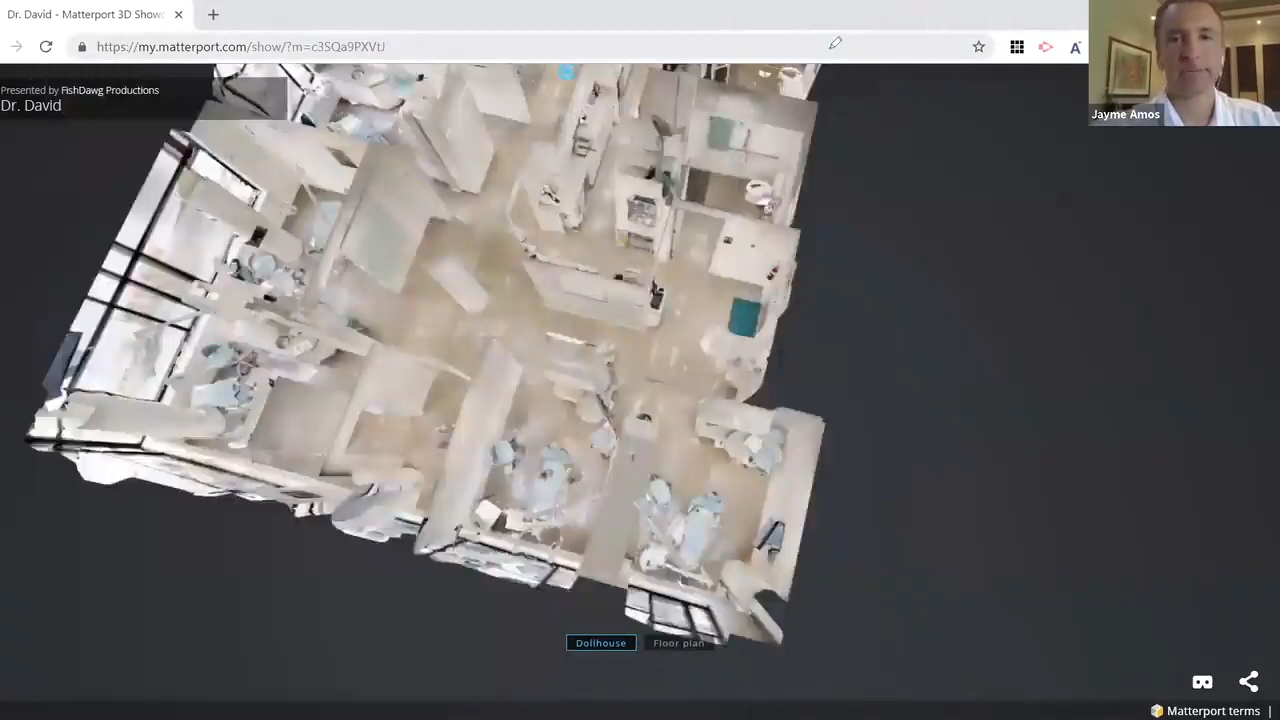 Dr. David - Matterport 3D Showc
https://my.matterport.com/show/?m=c3SQa9PXVtJ
A
Jayme Amos
Presented by FishDawg Productions
Dr. David
Dollhouse
Floor plan
Matterport terms